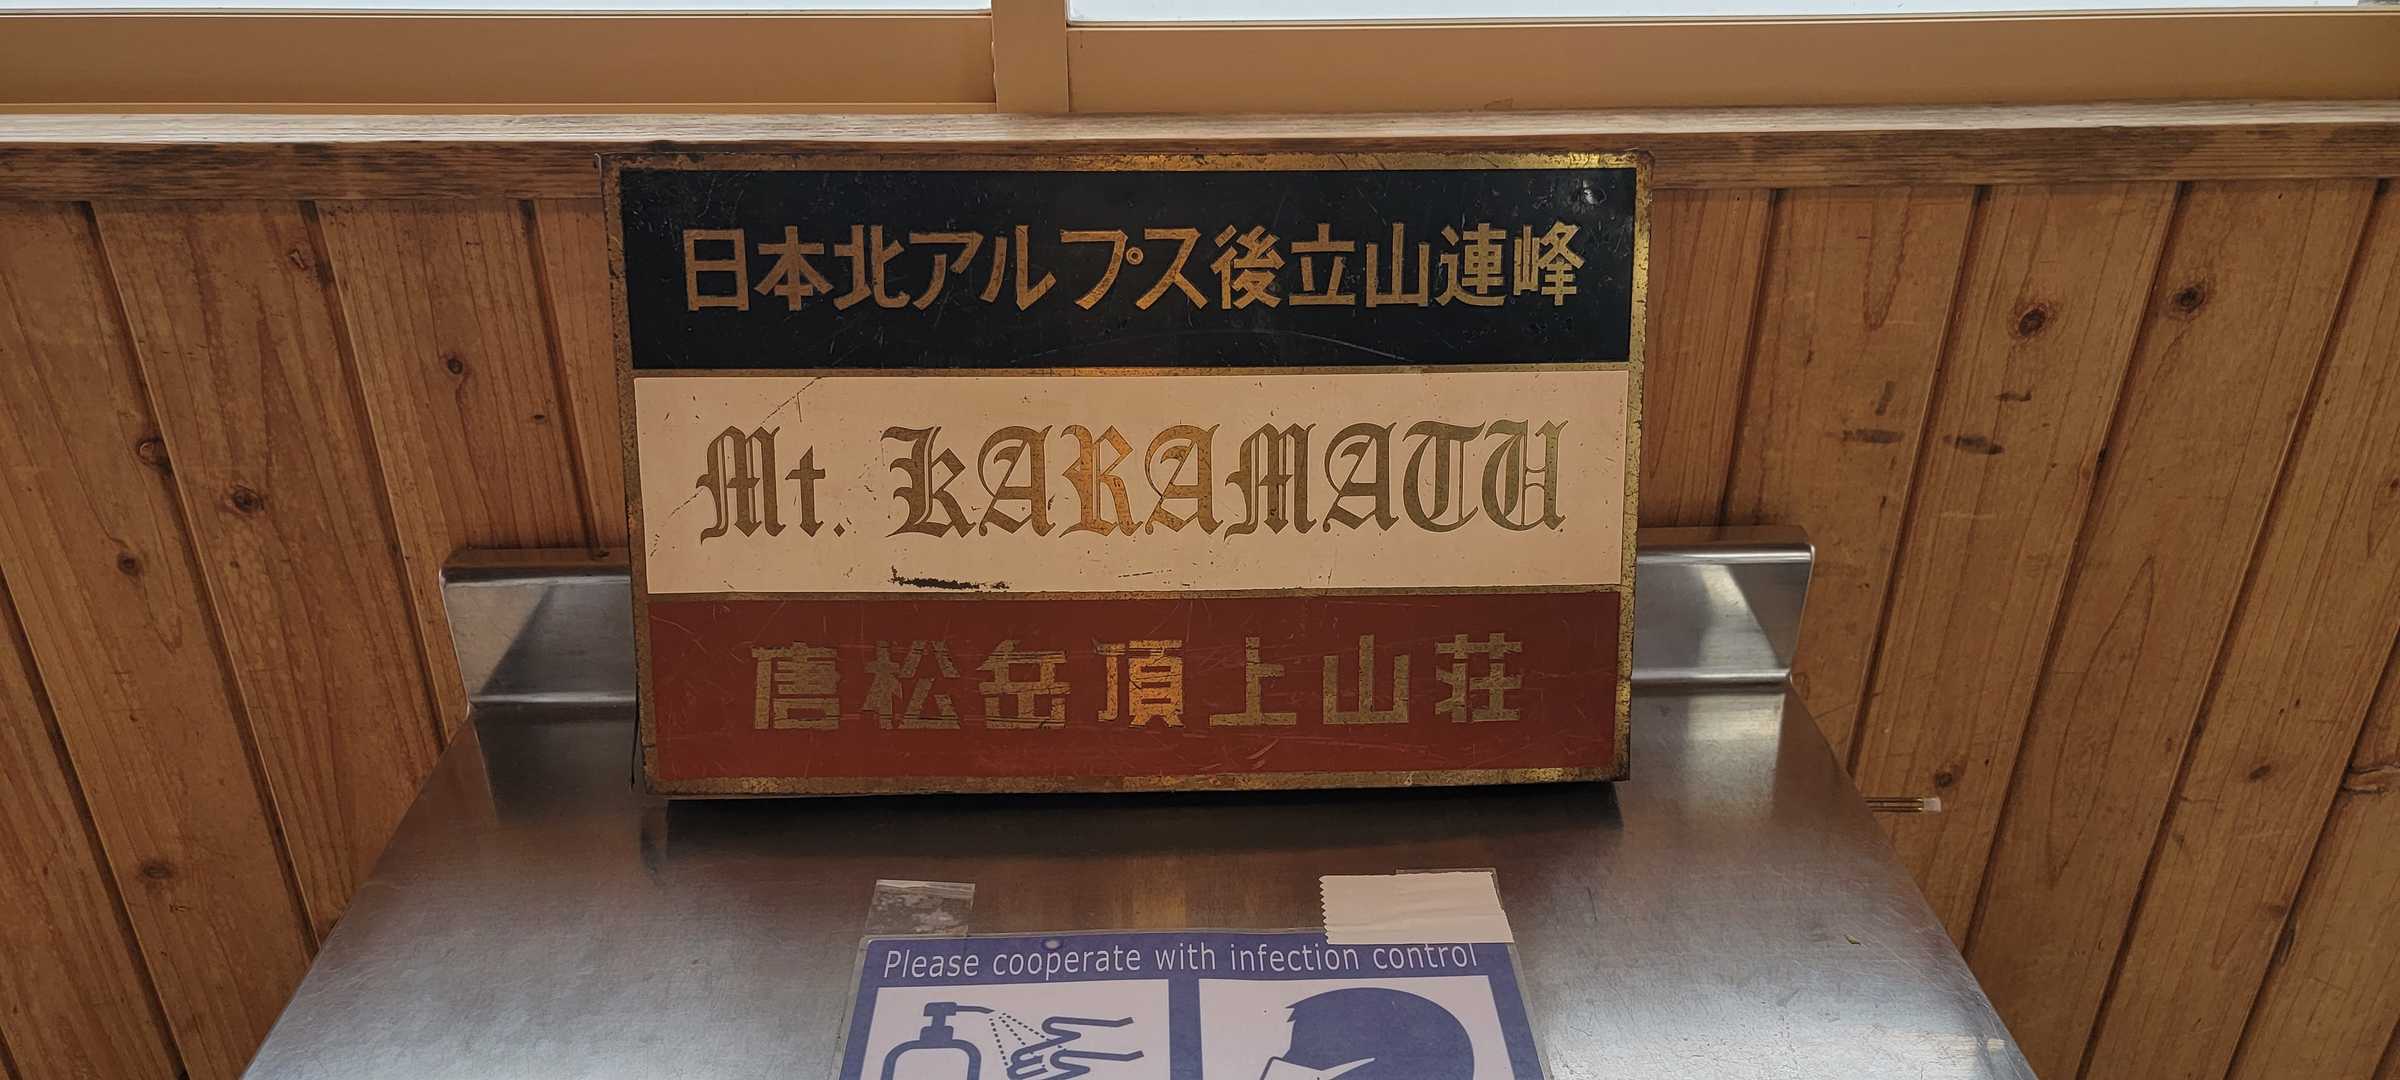 日本北アルプス後立山連峰
Mt. KARAMATU
唐松岳頂上山荘
Please cooperate with infection control